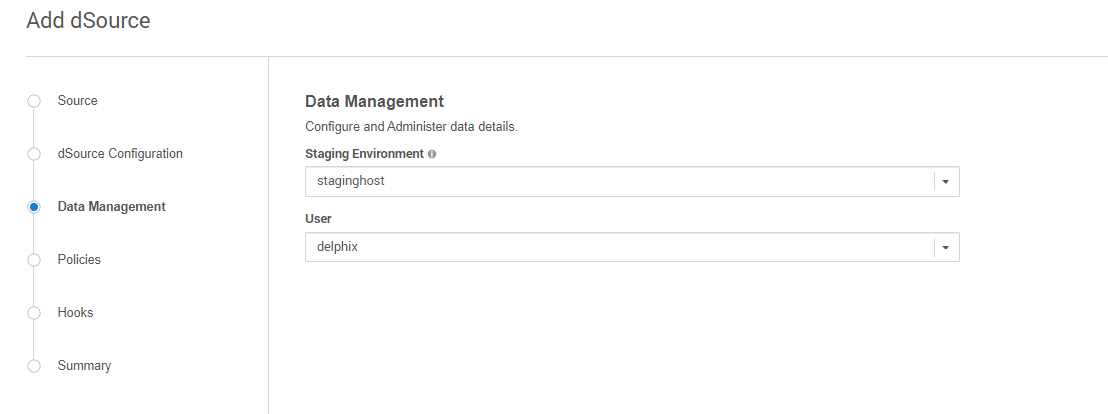 Add dSource
Source
dSource Configuration
Data Management
Policies
Hooks
Summary
Data Management
Configure and Administer data details.
Staging Environment
staginghost
User
delphix